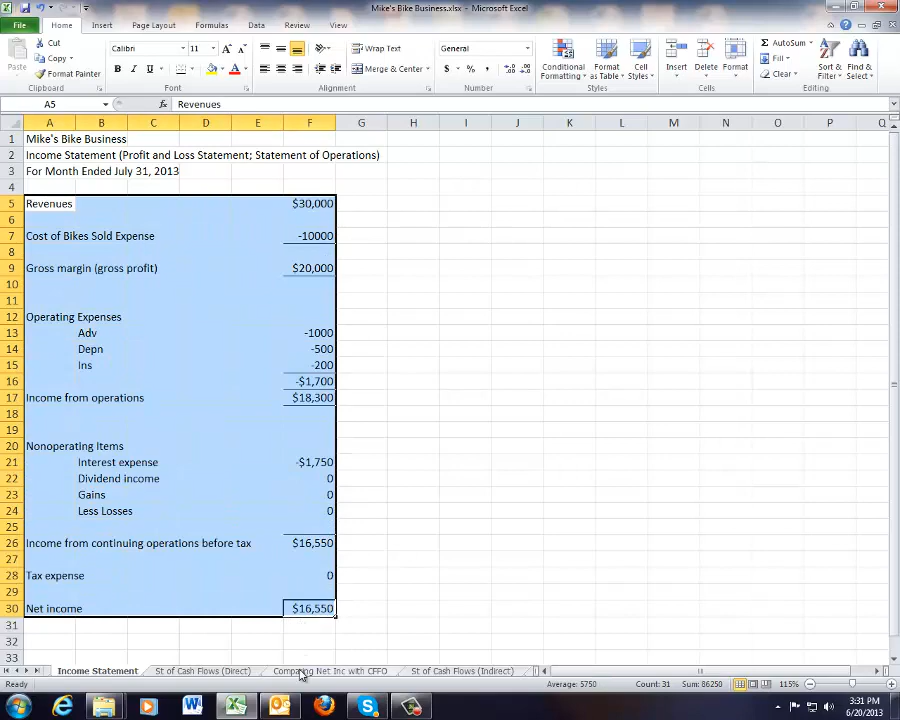 Mike's Bike Business.xlsx - Microsoft Excel
File Home Insert Page Layout Formulas Data Review View
Cut
Copy
Format Painter
Paste
Clipboard
Calibri 11
B I U
Font
Wrap Text
Merge & Center
Alignment
General
$ % ,
Number
Conditional Formatting Format as Table Cell Styles
Styles
Insert Delete Format
Cells
AutoSum
Fill
Clear
Sort & Filter Find & Select
Editing
A5 fx Revenues
A B C D E F G H I J K L M N O P Q
1 Mike's Bike Business
2 Income Statement (Profit and Loss Statement; Statement of Operations)
3 For Month Ended July 31, 2013
4
5 Revenues $30,000
6
7 Cost of Bikes Sold Expense -10000
8
9 Gross margin (gross profit) $20,000
10
11
12 Operating Expenses
13 Adv -1000
14 Depn -500
15 Ins -200
16 -$1,700
17 Income from operations $18,300
18
19
20 Nonoperating Items
21 Interest expense -$1,750
22 Dividend income 0
23 Gains 0
24 Less Losses 0
25
26 Income from continuing operations before tax $16,550
27
28 Tax expense 0
29
30 Net income $16,550
31
32
33
Income Statement St of Cash Flows (Direct) Comparing Net Inc with CFFO St of Cash Flows (Indirect)
Ready Average: 5750 Count: 31 Sum: 86250 115%
3:31 PM
6/20/2013